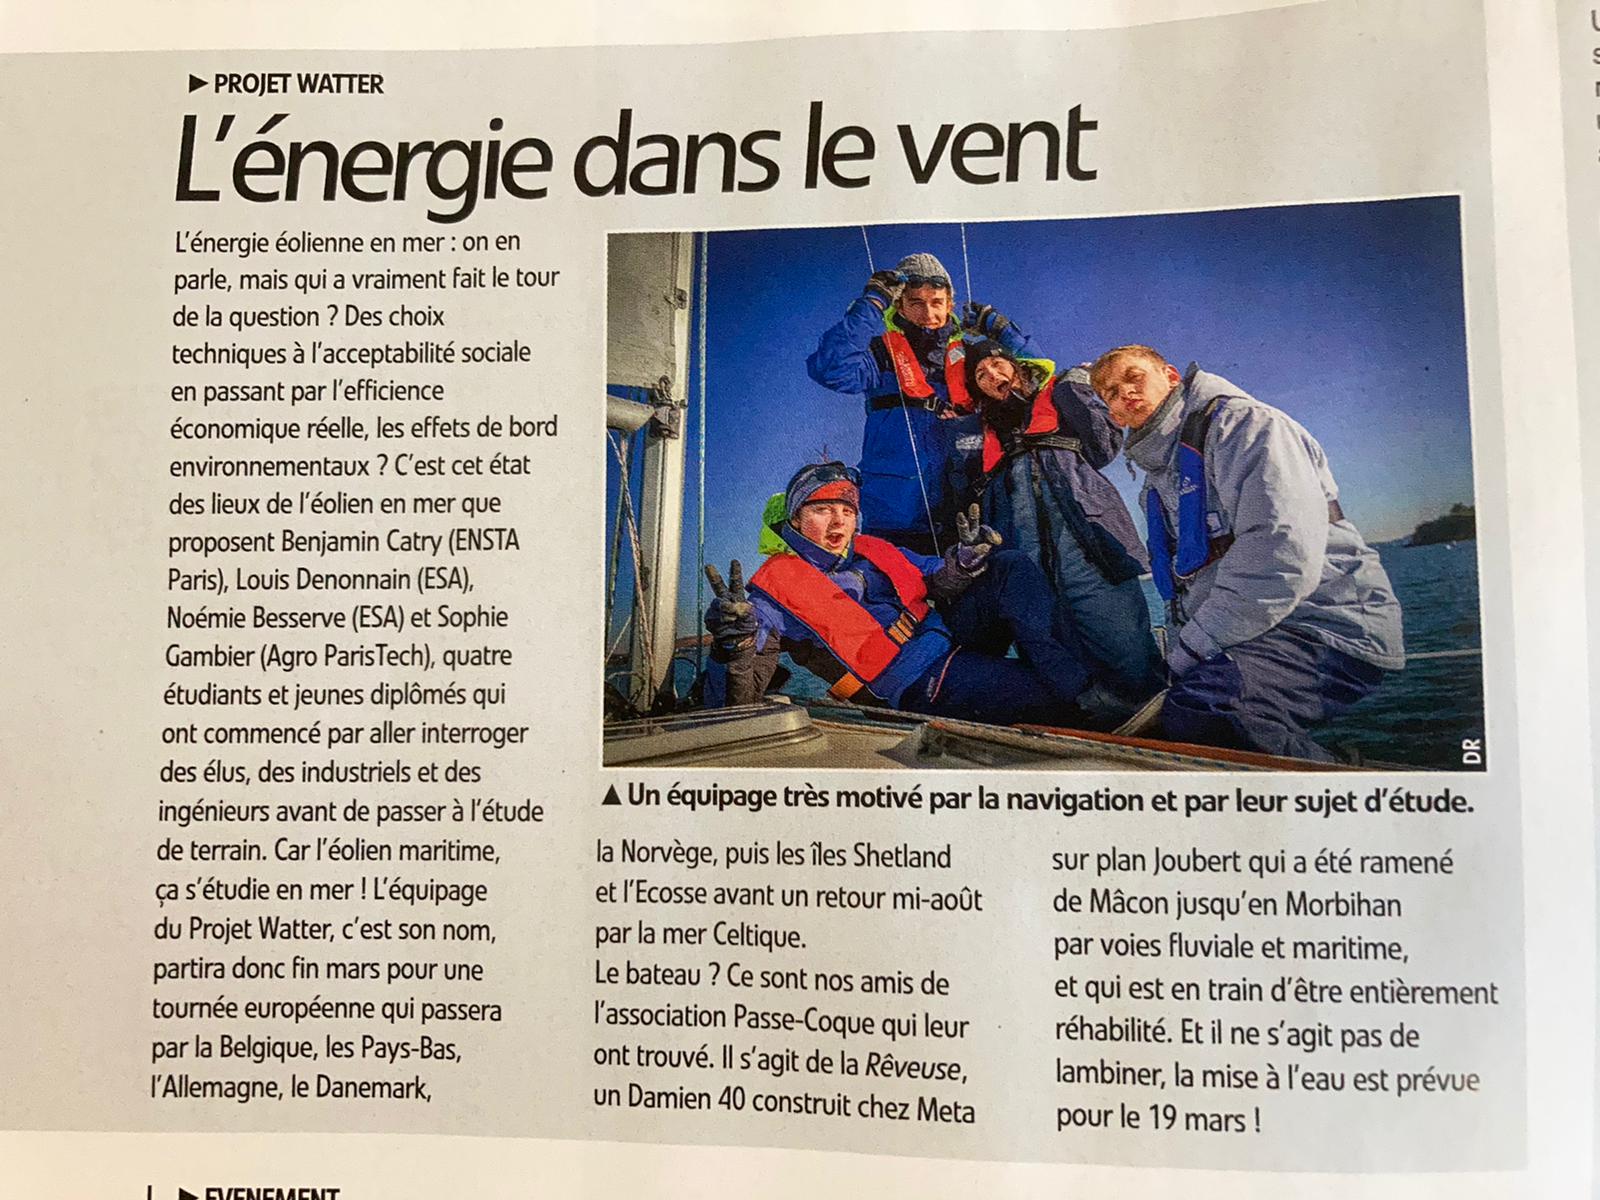 ► PROJET WATTER
L'énergie dans le vent
L'énergie éolienne en mer : on en
parle, mais qui a vraiment fait le tour
de la question ? Des choix
techniques à l'acceptabilité sociale
en passant par l'efficience
économique réelle, les effets de bord
environnementaux ? C'est cet état
des lieux de l'éolien en mer que
proposent Benjamin Catry (ENSTA
Paris), Louis Denonnain (ESA),
Noémie Besserve (ESA) et Sophie
Gambier (Agro ParisTech), quatre
étudiants et jeunes diplômés qui
ont commencé par aller interroger
des élus, des industriels et des
ingénieurs avant de passer à l'étude
de terrain. Car l'éolien maritime,
ça s'étudie en mer ! L'équipage
du Projet Watter, c'est son nom,
partira donc fin mars pour une
tournée européenne qui passera
par la Belgique, les Pays-Bas,
l'Allemagne, le Danemark,
DR
▲ Un équipage très motivé par la navigation et par leur sujet d'étude.
la Norvège, puis les îles Shetland
et l'Ecosse avant un retour mi-août
par la mer Celtique.
Le bateau ? Ce sont nos amis de
l'association Passe-Coque qui leur
ont trouvé. Il s'agit de la Rêveuse,
un Damien 40 construit chez Meta
sur plan Joubert qui a été ramené
de Mâcon jusqu'en Morbihan
par voies fluviale et maritime,
et qui est en train d'être entièrement
réhabilité. Et il ne s'agit pas de
lambiner, la mise à l'eau est prévue
pour le 19 mars !
► EVENEMENT